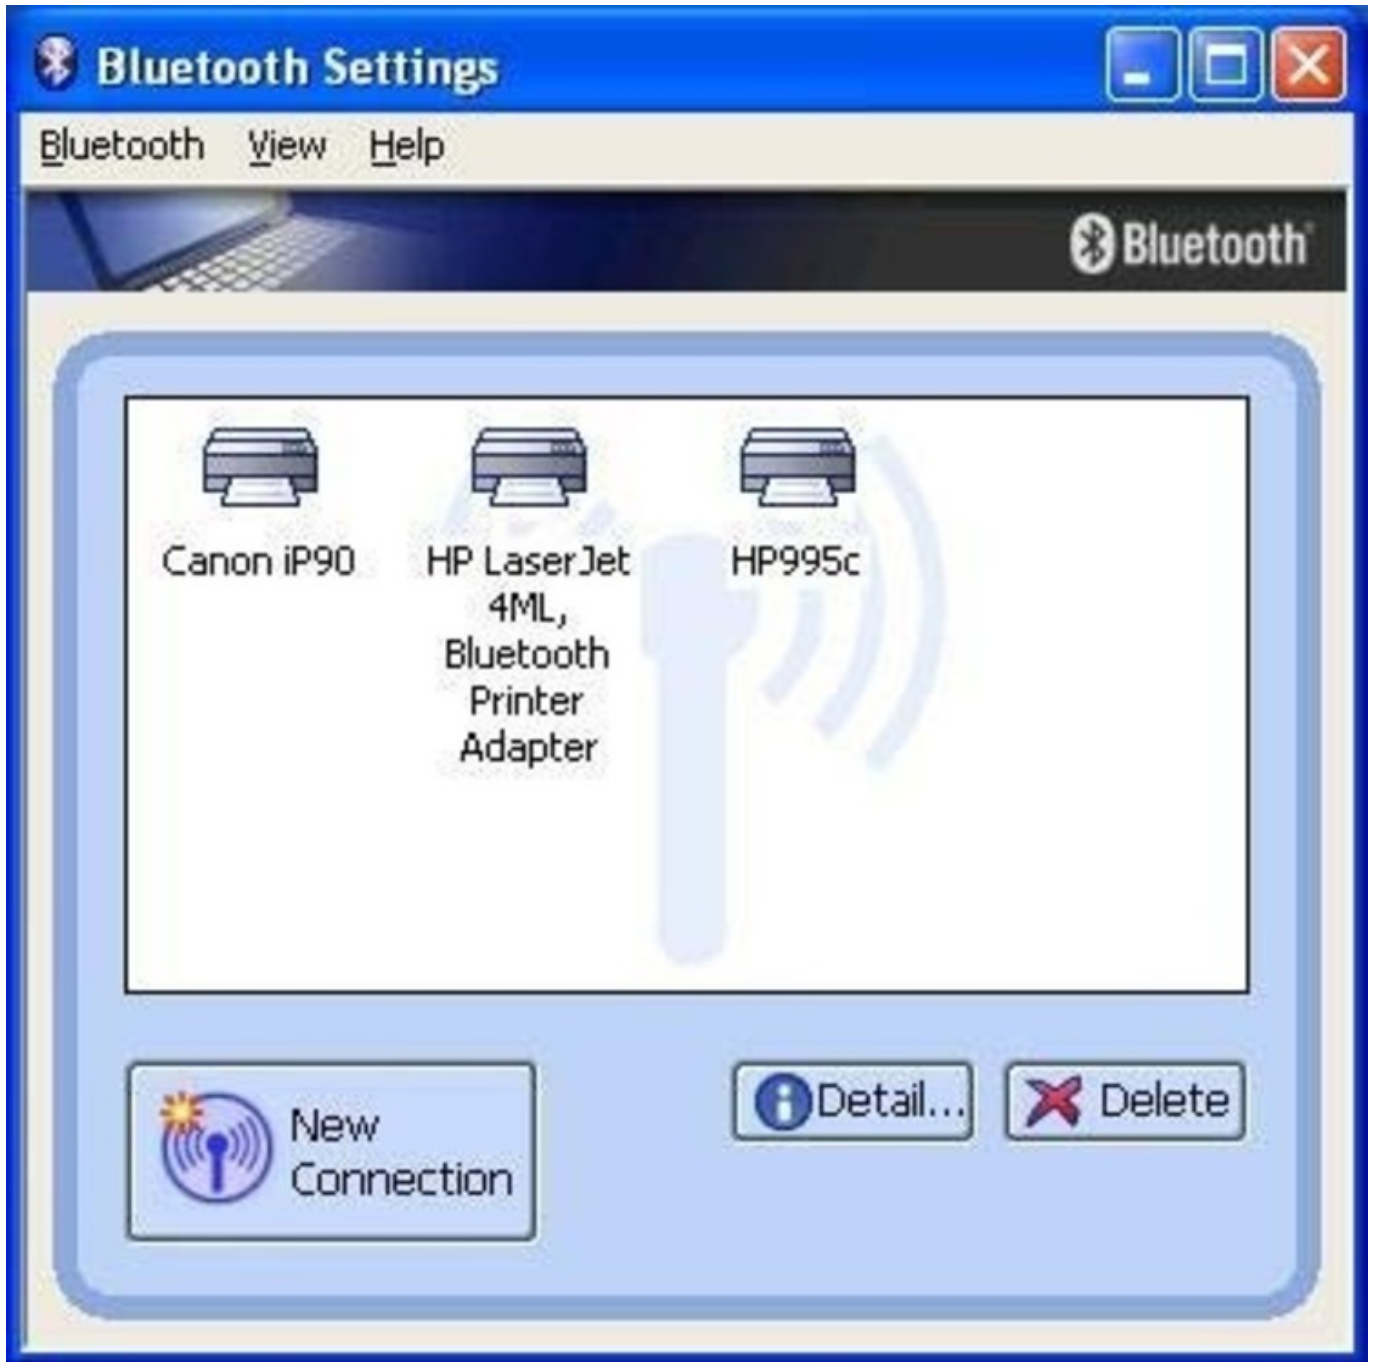 Bluetooth Settings
Bluetooth View Help
Bluetooth
Canon iP90
HP LaserJet
4ML,
Bluetooth
Printer
Adapter
HP995c
New
Connection
Detail...
Delete